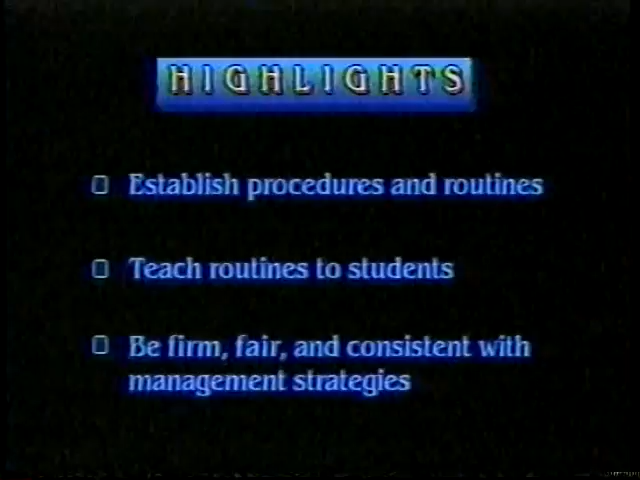 HIGHLIGHTS
Establish procedures and routines
Teach routines to students
Be firm, fair, and consistent with
management strategies